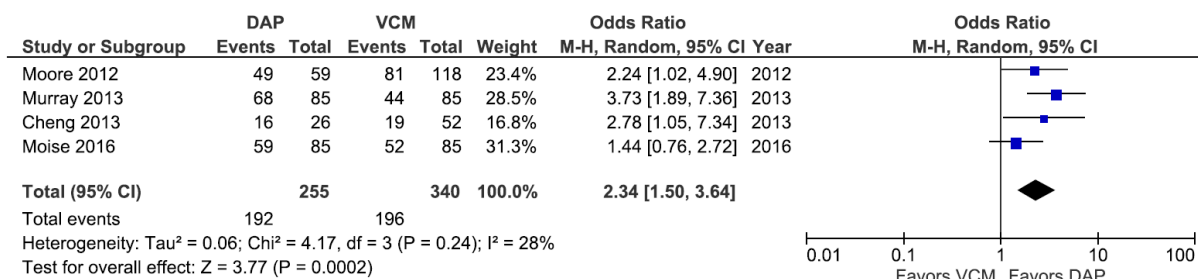 DAP VCM Odds Ratio Odds Ratio
Study or Subgroup Events Total Events Total Weight M-H, Random, 95% CI Year M-H, Random, 95% CI
Moore 2012 49 59 81 118 23.4% 2.24 [1.02, 4.90] 2012
Murray 2013 68 85 44 85 28.5% 3.73 [1.89, 7.36] 2013
Cheng 2013 16 26 19 52 16.8% 2.78 [1.05, 7.34] 2013
Moise 2016 59 85 52 85 31.3% 1.44 [0.76, 2.72] 2016
Total (95% CI) 255 340 100.0% 2.34 [1.50, 3.64]
Total events 192 196
Heterogeneity: Tau² = 0.06; Chi² = 4.17, df = 3 (P = 0.24); I² = 28%
Test for overall effect: Z = 3.77 (P = 0.0002)
0.01 0.1 1 10 100
Favors VCM Favors DAP